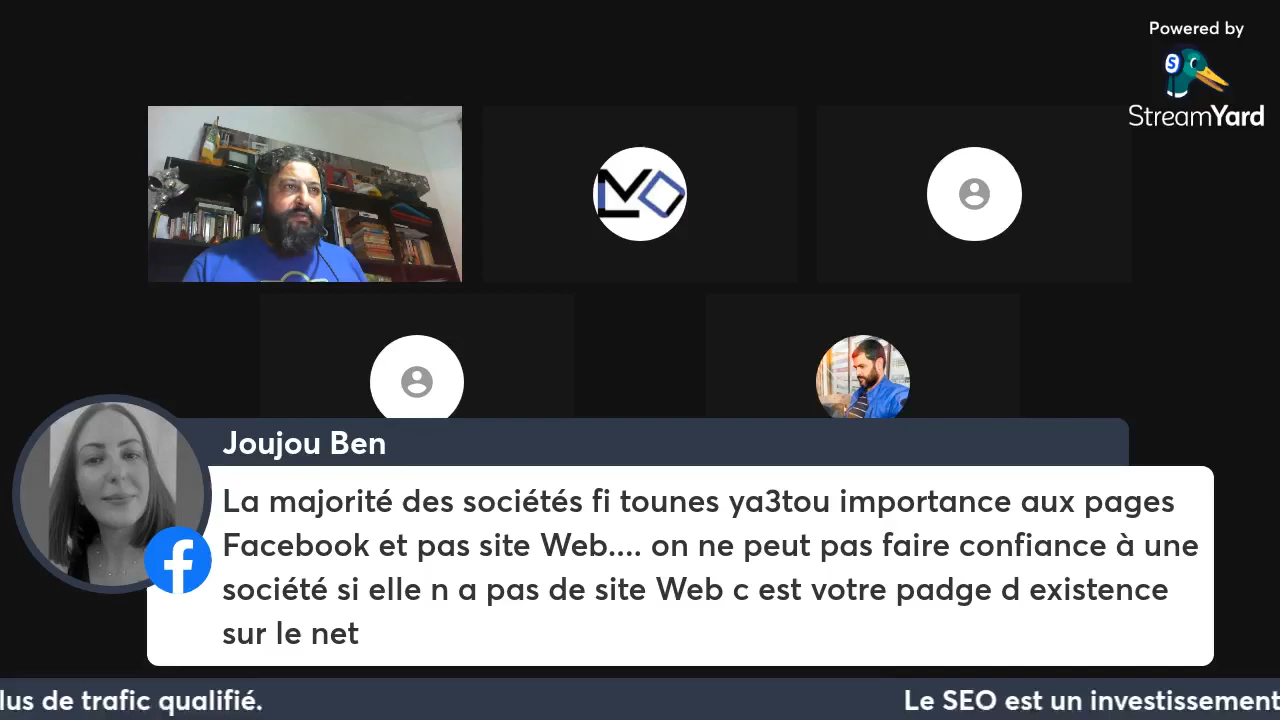 Powered by
S
StreamYard
Joujou Ben
La majorité des sociétés fi tounes ya3tou importance aux pages
Facebook et pas site Web.... on ne peut pas faire confiance à une
société si elle n a pas de site Web c est votre padge d existence
sur le net
lus de trafic qualifié.
Le SEO est un investissement